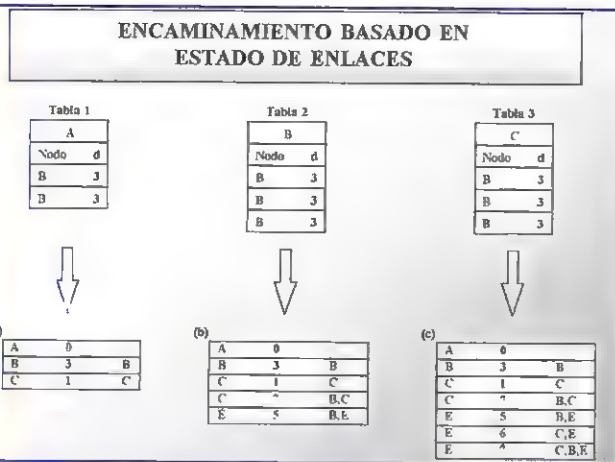 ENCAMINAMIENTO BASADO EN
ESTADO DE ENLACES
Tabla 1
A
Nodo d
B 3
B 3
Tabla 2
B
Nodo d
B 3
B 3
B 3
Tabla 3
C
Nodo d
B 3
B 3
B 3
A 0
B 3 B
C 1 C
(b)
A 0
B 3 B
C 1 C
C B,C
E 5 B,E
(c)
A 0
B 3 B
C 1 C
C B,C
E 5 B,E
E 6 C,E
E C,B,E